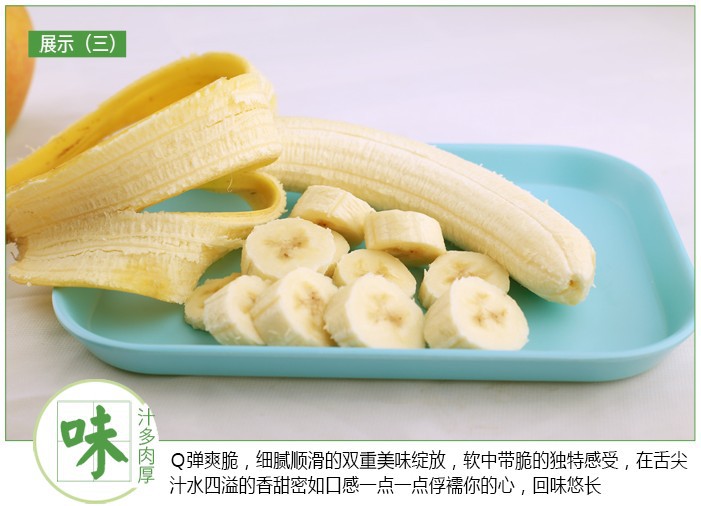 展示（三）
味
汁多肉厚
Q弹爽脆，细腻顺滑的双重美味绽放，软中带脆的独特感受，在舌尖
汁水四溢的香甜密如口感一点一点俘襦你的心，回味悠长